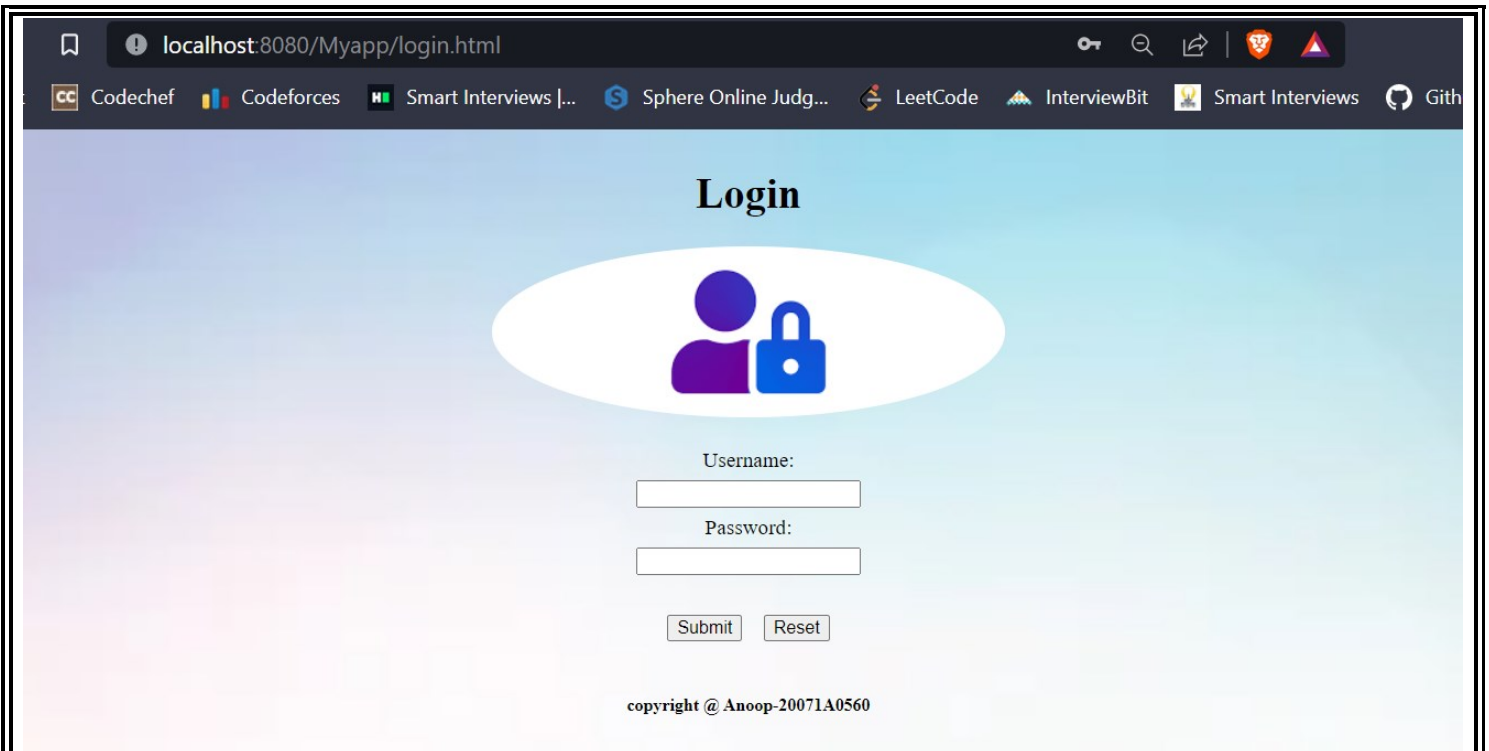 localhost:8080/Myapp/login.html
CC Codechef Codeforces H Smart Interviews |... S Sphere Online Judg... LeetCode InterviewBit Smart Interviews Gith
Login
Username:
Password:
Submit Reset
copyright @ Anoop-20071A0560